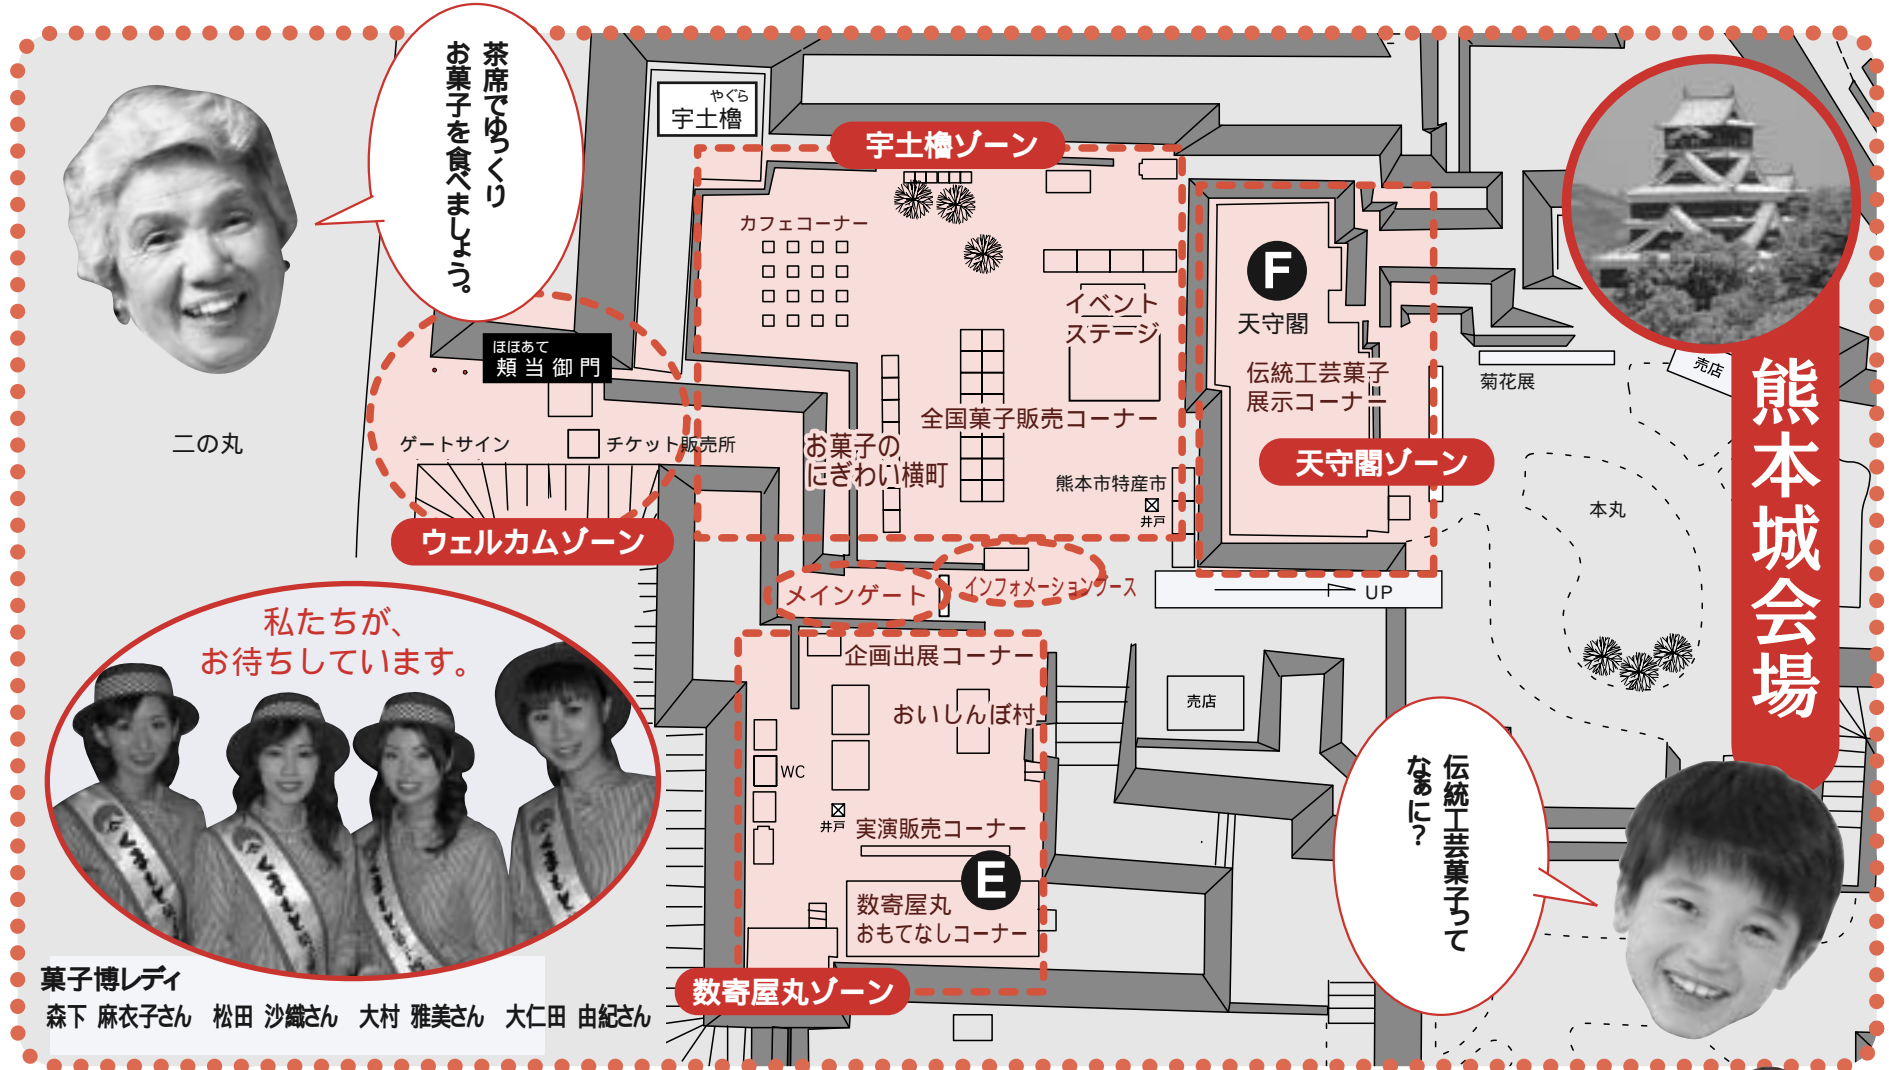 茶席でゆっくり
お菓子を食べましょう。
やぐら
宇土櫓
宇土櫓ゾーン
カフェコーナー
イベント
ステージ
全国菓子販売コーナー
お菓子の
にぎわい横町
熊本市特産市
井戸
F
天守閣
伝統工芸菓子
展示コーナー
天守閣ゾーン
菊花展
売店
本丸
熊本城会場
二の丸
ほほあて
頬当御門
ゲートサイン
チケット販売所
ウェルカムゾーン
メインゲート
インフォメーションブース
UP
私たちが、
お待ちしています。
企画出展コーナー
おいしんぼ村
WC
井戸
実演販売コーナー
E
数寄屋丸
おもてなしコーナー
数寄屋丸ゾーン
売店
伝統工芸菓子って
なぁに?
菓子博レディ
森下 麻衣子さん 松田 沙織さん 大村 雅美さん 大仁田 由紀さん